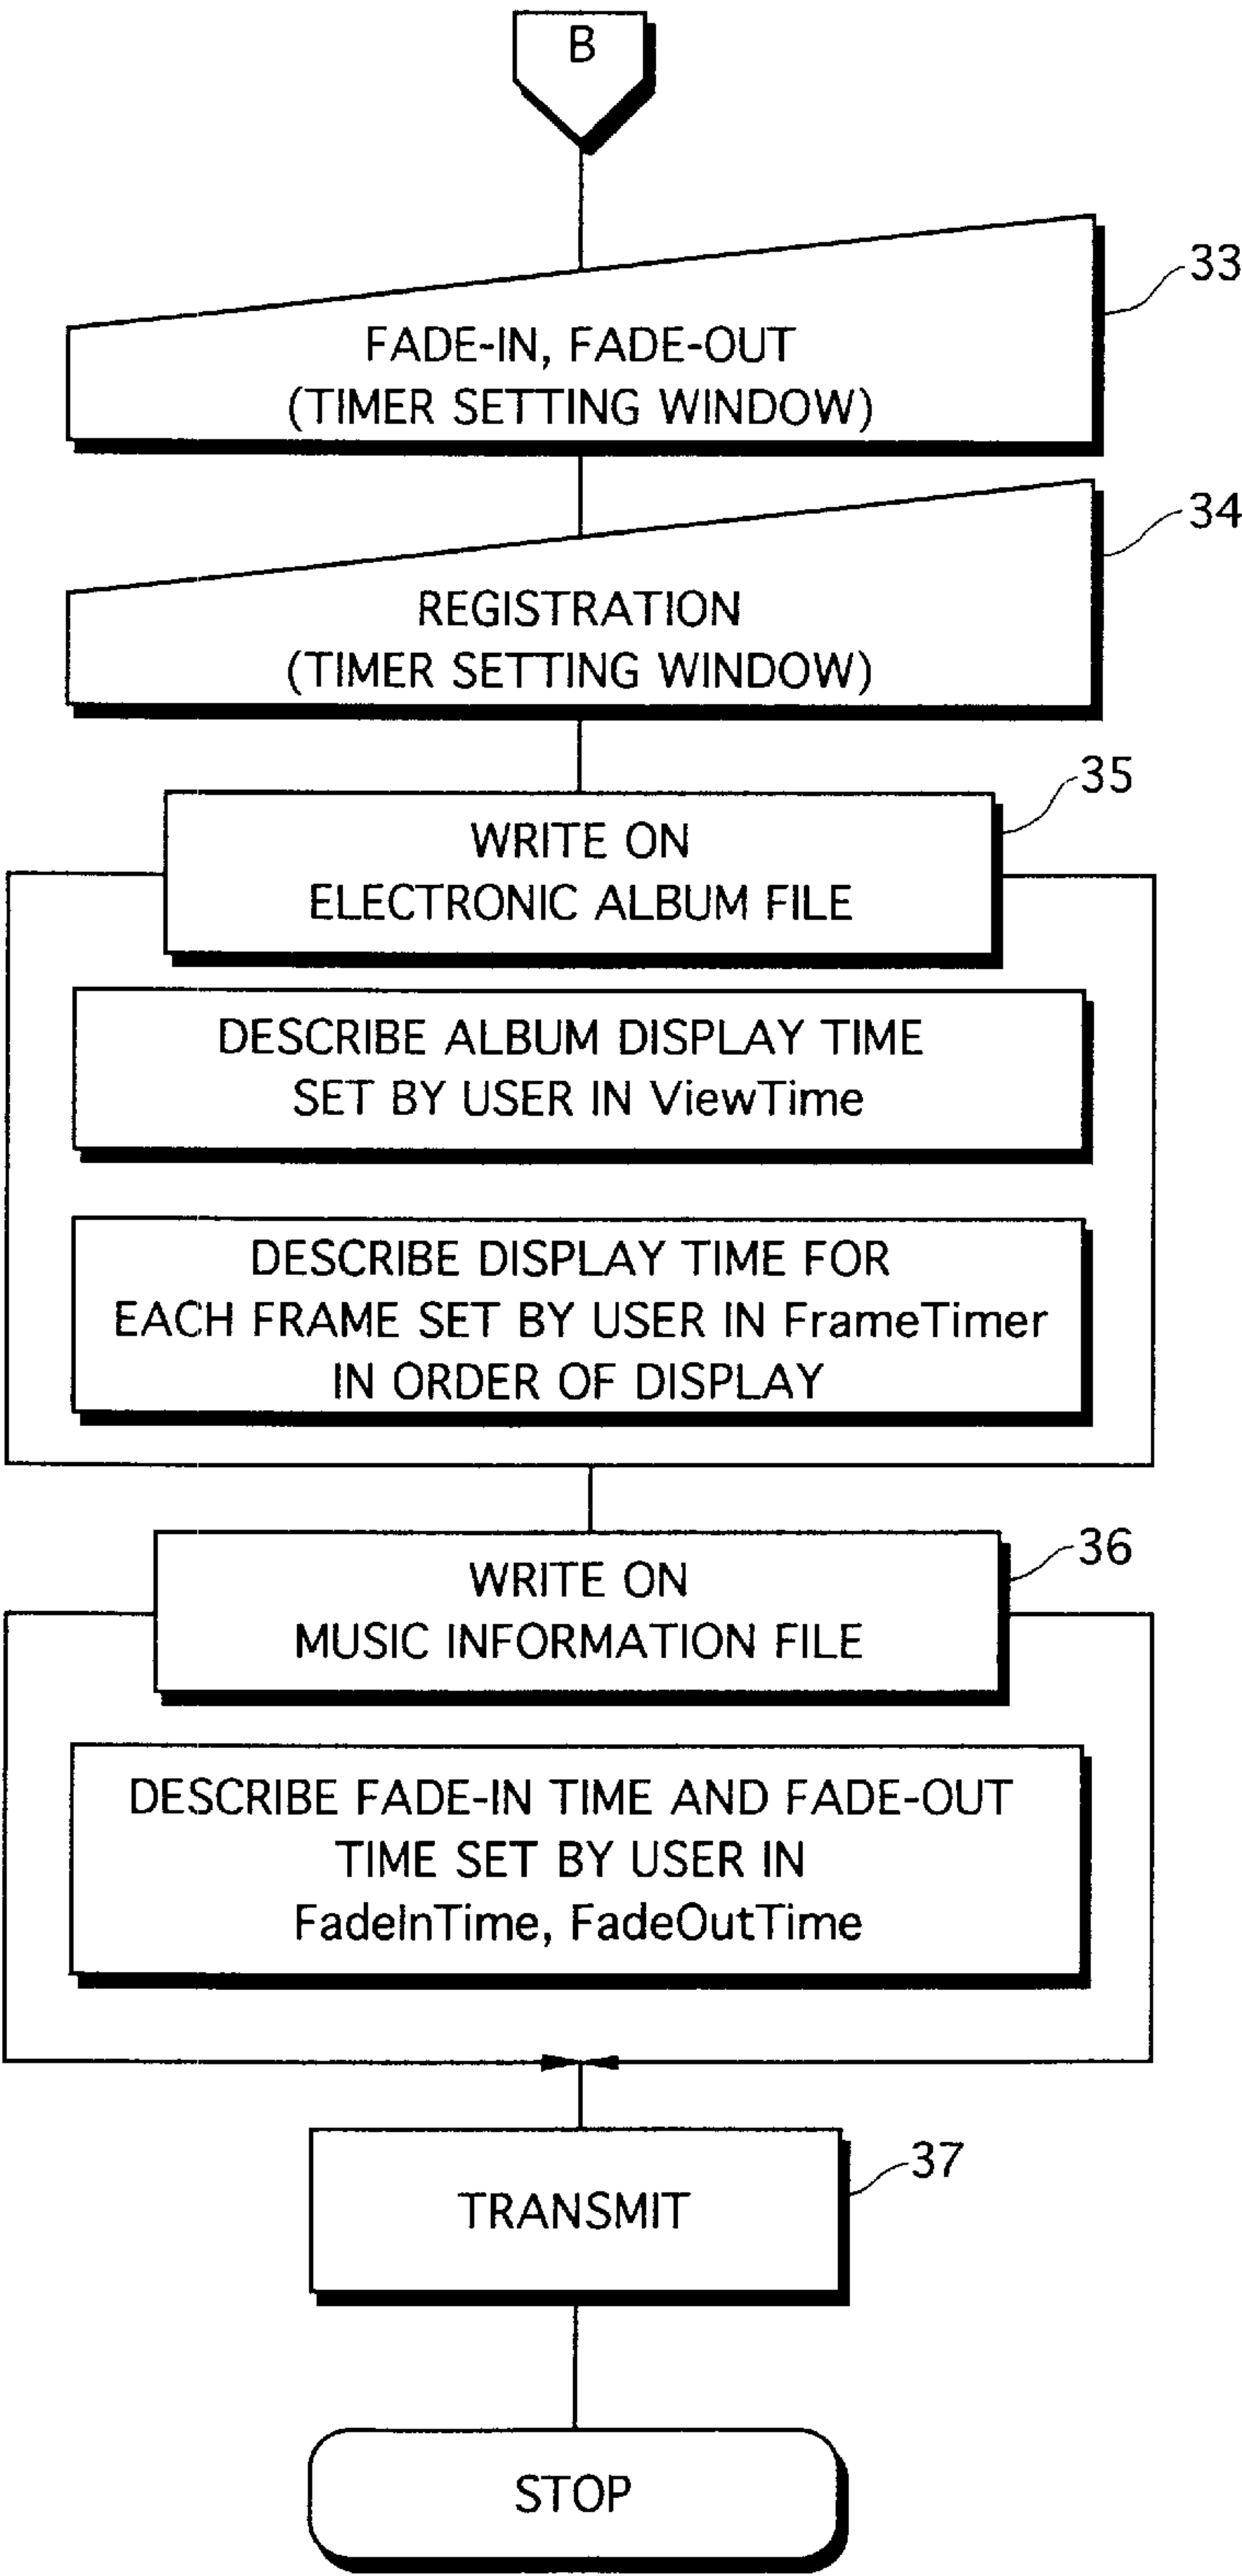 B
33
FADE-IN, FADE-OUT
(TIMER SETTING WINDOW)
34
REGISTRATION
(TIMER SETTING WINDOW)
35
WRITE ON
ELECTRONIC ALBUM FILE
DESCRIBE ALBUM DISPLAY TIME
SET BY USER IN ViewTime
DESCRIBE DISPLAY TIME FOR
EACH FRAME SET BY USER IN FrameTimer
IN ORDER OF DISPLAY
36
WRITE ON
MUSIC INFORMATION FILE
DESCRIBE FADE-IN TIME AND FADE-OUT
TIME SET BY USER IN
FadeInTime, FadeOutTime
37
TRANSMIT
STOP